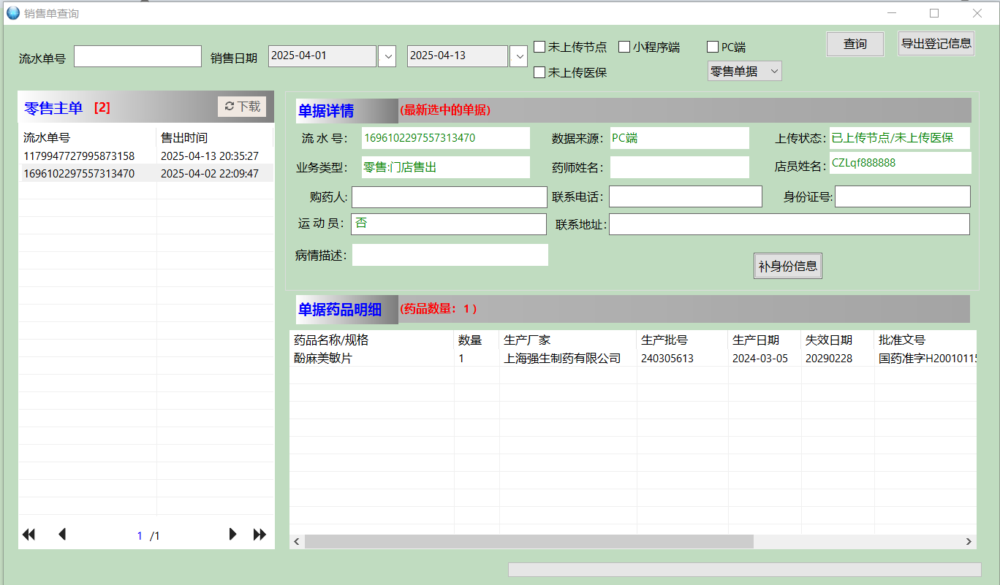 销售单查询
流水单号 销售日期 2025-04-01 2025-04-13 未上传节点 小程序端 PC端 查询 导出登记信息
未上传医保 零售单据
零售主单 [2] 下载
流水单号 售出时间
1179947727995873158 2025-04-13 20:35:27
1696102297557313470 2025-04-02 22:09:47
1 /1
单据详情 (最新选中的单据)
流 水 号： 1696102297557313470 数据来源： PC端 上传状态： 已上传节点/未上传医保
业务类型： 零售:门店售出 药师姓名： 店员姓名： CZLqf888888
购药人: 联系电话： 身份证号:
运 动 员： 否 联系地址：
病情描述： 补身份信息
单据药品明细 (药品数量：1 )
药品名称/规格 数量 生产厂家 生产批号 生产日期 失效日期 批准文号
酚麻美敏片 1 上海强生制药有限公司 240305613 2024-03-05 20290228 国药准字H20010115